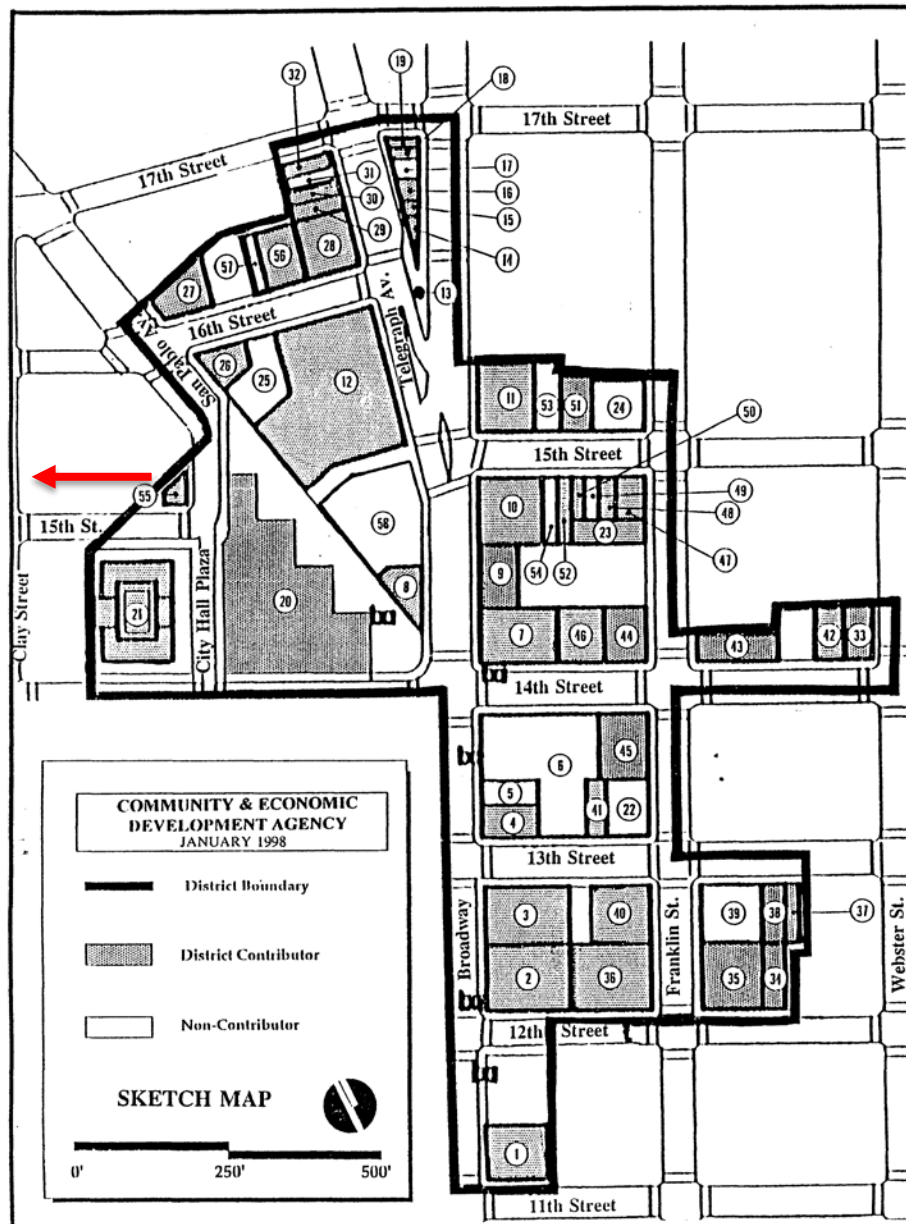 32
19
18
17th Street
17th Street
17
31
16
30
15
29
14
57
56
28
27
13
16th Street
San Pablo Av.
Telegraph Av.
26
25
12
11
53
51
24
50
15th Street
55
15th St.
10
49
48
47
23
54
52
58
9
8
21
20
City Hall Plaza
Clay Street
7
46
44
43
42
33
14th Street
6
45
5
4
41
22
13th Street
COMMUNITY & ECONOMIC
DEVELOPMENT AGENCY
JANUARY 1998
District Boundary
District Contributor
Non-Contributor
SKETCH MAP
0'
250'
500'
Broadway
Franklin St.
Webster St.
3
40
39
38
37
2
36
35
34
12th Street
1
11th Street